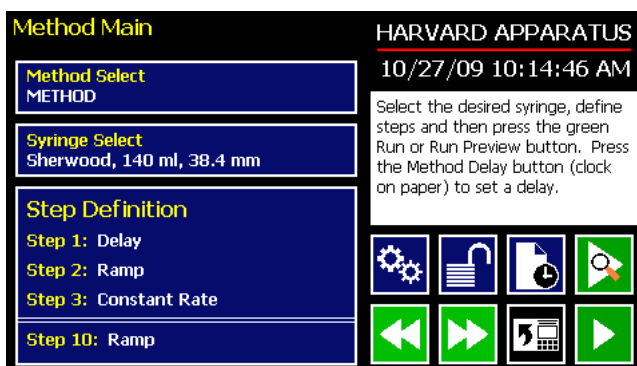 Method Main
Method Select
METHOD
Syringe Select
Sherwood, 140 ml, 38.4 mm
Step Definition
Step 1: Delay
Step 2: Ramp
Step 3: Constant Rate
Step 10: Ramp
HARVARD APPARATUS
10/27/09 10:14:46 AM
Select the desired syringe, define
steps and then press the green
Run or Run Preview button. Press
the Method Delay button (clock
on paper) to set a delay.